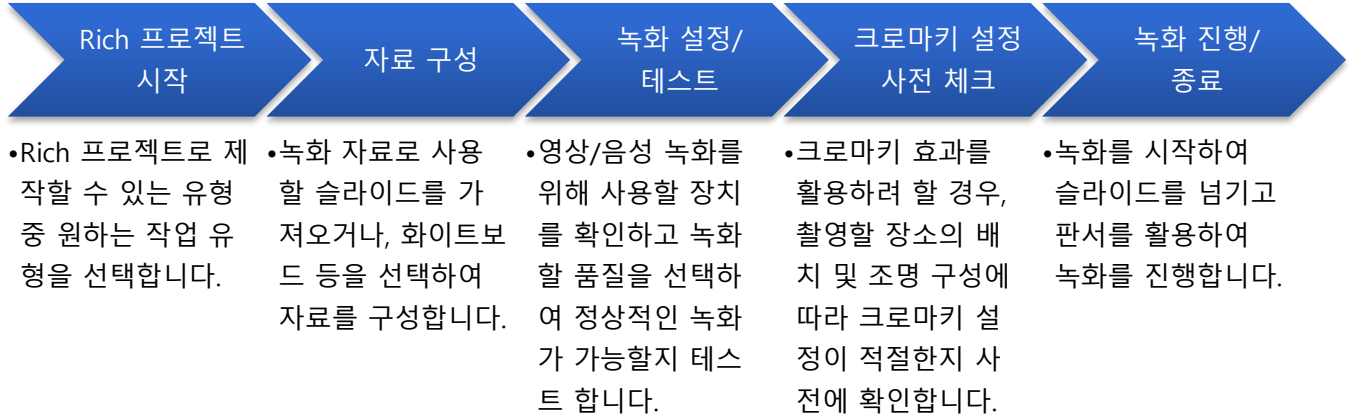 Rich 프로젝트
시작
자료 구성
녹화 설정/
테스트
크로마키 설정
사전 체크
녹화 진행/
종료
•Rich 프로젝트로 제
작할 수 있는 유형
중 원하는 작업 유
형을 선택합니다.
•녹화 자료로 사용
할 슬라이드를 가
져오거나, 화이트보
드 등을 선택하여
자료를 구성합니다.
•영상/음성 녹화를
위해 사용할 장치
를 확인하고 녹화
할 품질을 선택하
여 정상적인 녹화
가 가능할지 테스
트 합니다.
•크로마키 효과를
활용하려 할 경우,
촬영할 장소의 배
치 및 조명 구성에
따라 크로마키 설
정이 적절한지 사
전에 확인합니다.
•녹화를 시작하여
슬라이드를 넘기고
판서를 활용하여
녹화를 진행합니다.